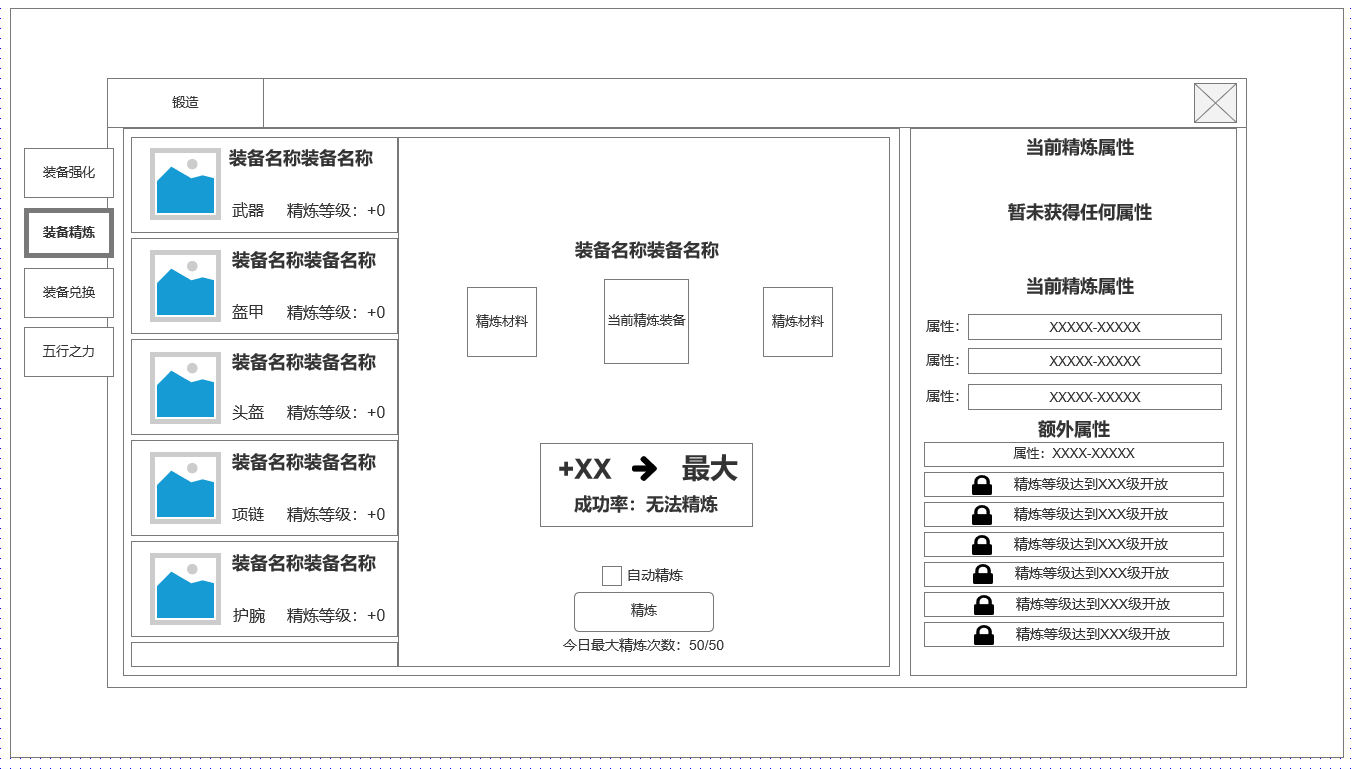 锻造
装备强化
装备精炼
装备兑换
五行之力
装备名称装备名称
武器 精炼等级：+0
装备名称装备名称
盔甲 精炼等级：+0
装备名称装备名称
头盔 精炼等级：+0
装备名称装备名称
项链 精炼等级：+0
装备名称装备名称
护腕 精炼等级：+0
装备名称装备名称
精炼材料 当前精炼装备 精炼材料
+XX 最大
成功率：无法精炼
自动精炼
精炼
今日最大精炼次数：50/50
当前精炼属性
暂未获得任何属性
当前精炼属性
属性： XXXXX-XXXXX
属性： XXXXX-XXXXX
属性： XXXXX-XXXXX
额外属性
属性：XXXX-XXXXX
精炼等级达到XXX级开放
精炼等级达到XXX级开放
精炼等级达到XXX级开放
精炼等级达到XXX级开放
精炼等级达到XXX级开放
精炼等级达到XXX级开放